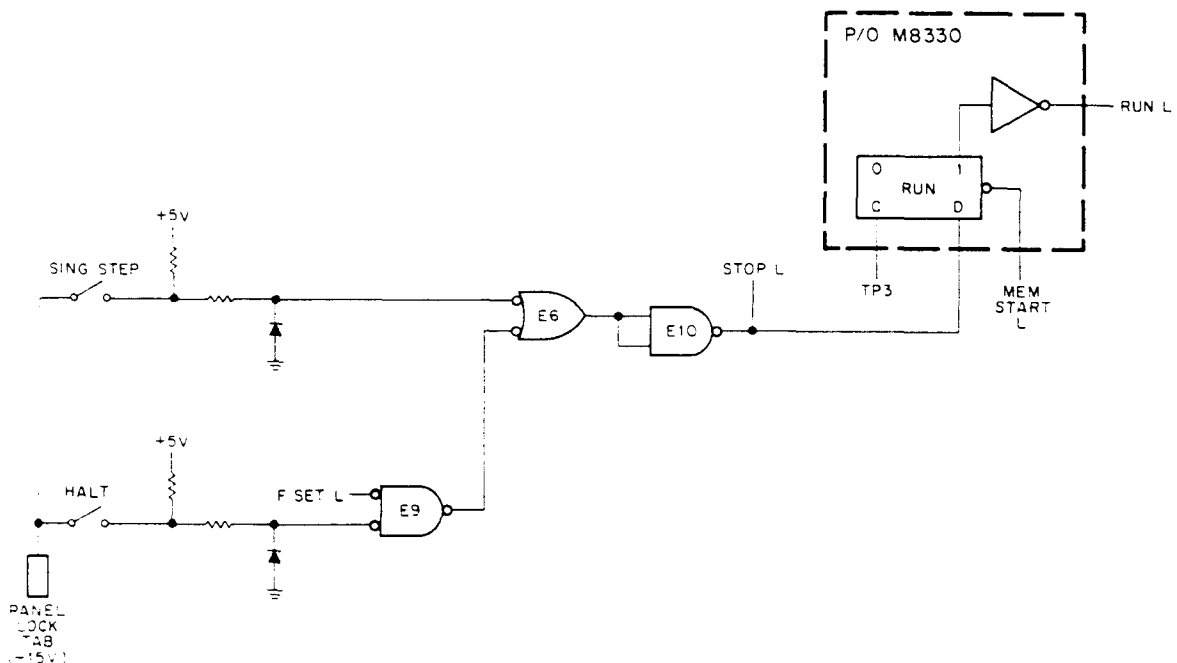 P/O M8330
RUN L
0 1
RUN
C D
+5V
SING STEP
STOP L
TP3
MEM
START
L
E6
E10
+5V
HALT
F SET L
E9
PANEL
LOCK
TAB
(-15V)